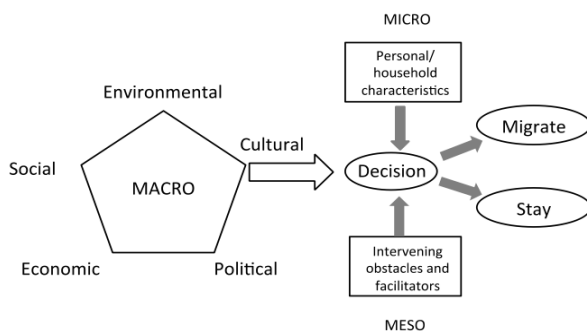 MICRO
Personal/
household
characteristics
Environmental
Cultural
Migrate
Social
MACRO
Decision
Stay
Economic
Political
Intervening
obstacles and
facilitators
MESO